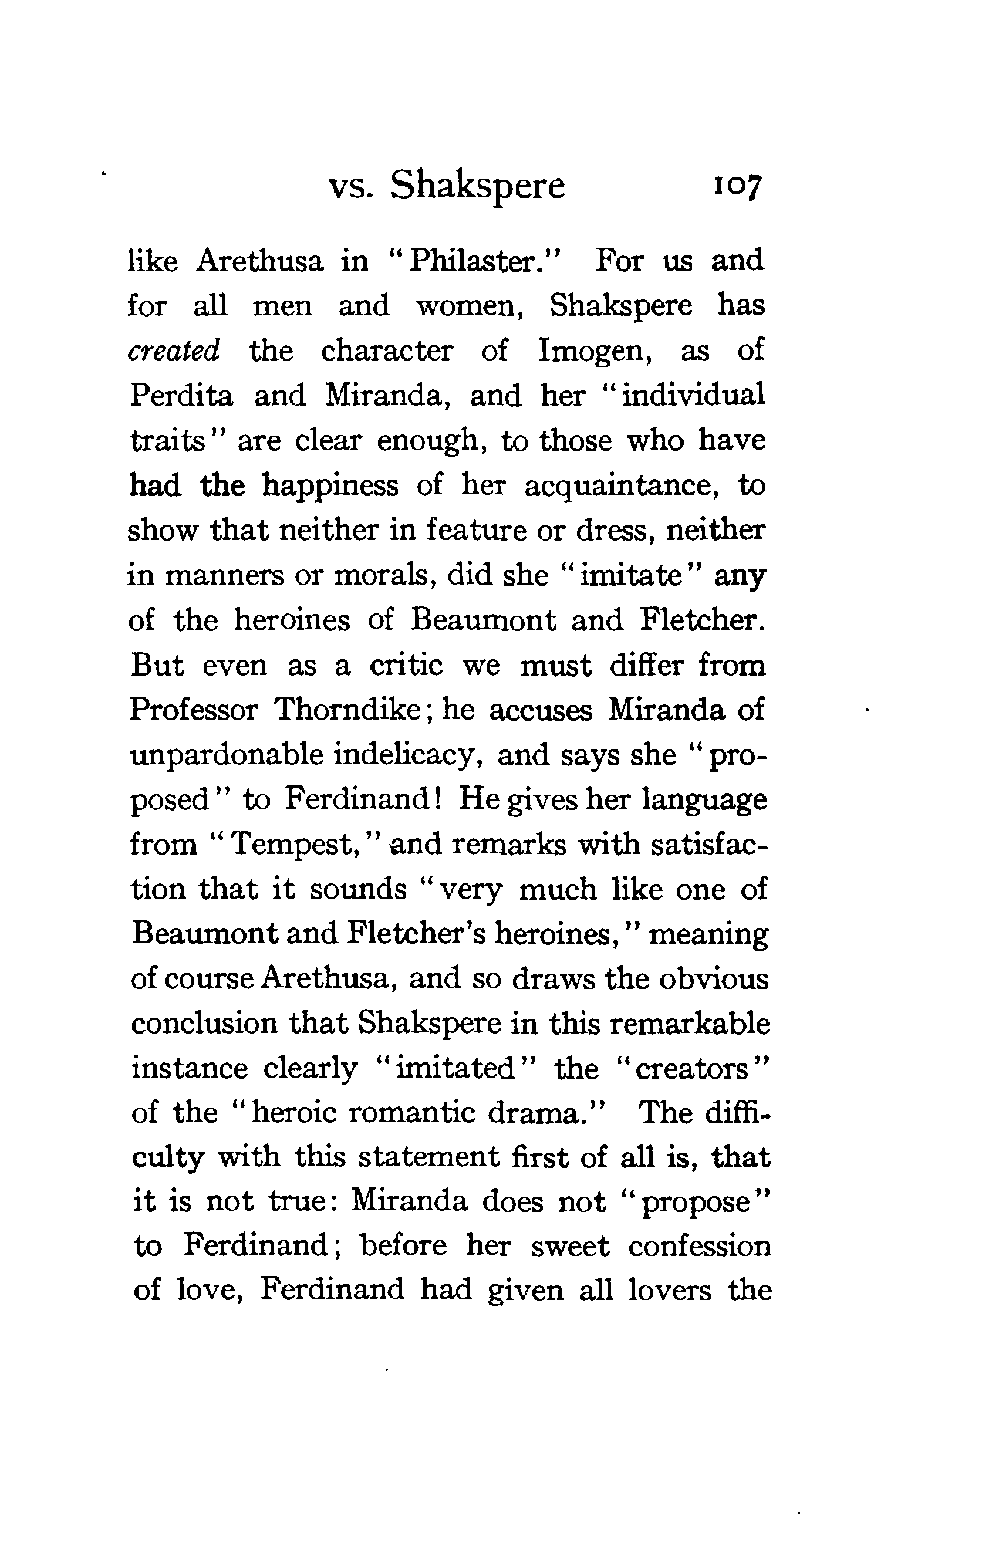 vs. Shakspere 107
like Arethusa in "Philaster." For us and
for all men and women, Shakspere has
created the character of Imogen, as of
Perdita and Miranda, and her "individual
traits" are clear enough, to those who have
had the happiness of her acquaintance, to
show that neither in feature or dress, neither
in manners or morals, did she "imitate" any
of the heroines of Beaumont and Fletcher.
But even as a critic we must differ from
Professor Thorndike; he accuses Miranda of
unpardonable indelicacy, and says she "pro-
posed" to Ferdinand! He gives her language
from "Tempest," and remarks with satisfac-
tion that it sounds "very much like one of
Beaumont and Fletcher's heroines," meaning
of course Arethusa, and so draws the obvious
conclusion that Shakspere in this remarkable
instance clearly "imitated" the "creators"
of the "heroic romantic drama." The diffi-
culty with this statement first of all is, that
it is not true: Miranda does not "propose"
to Ferdinand; before her sweet confession
of love, Ferdinand had given all lovers the